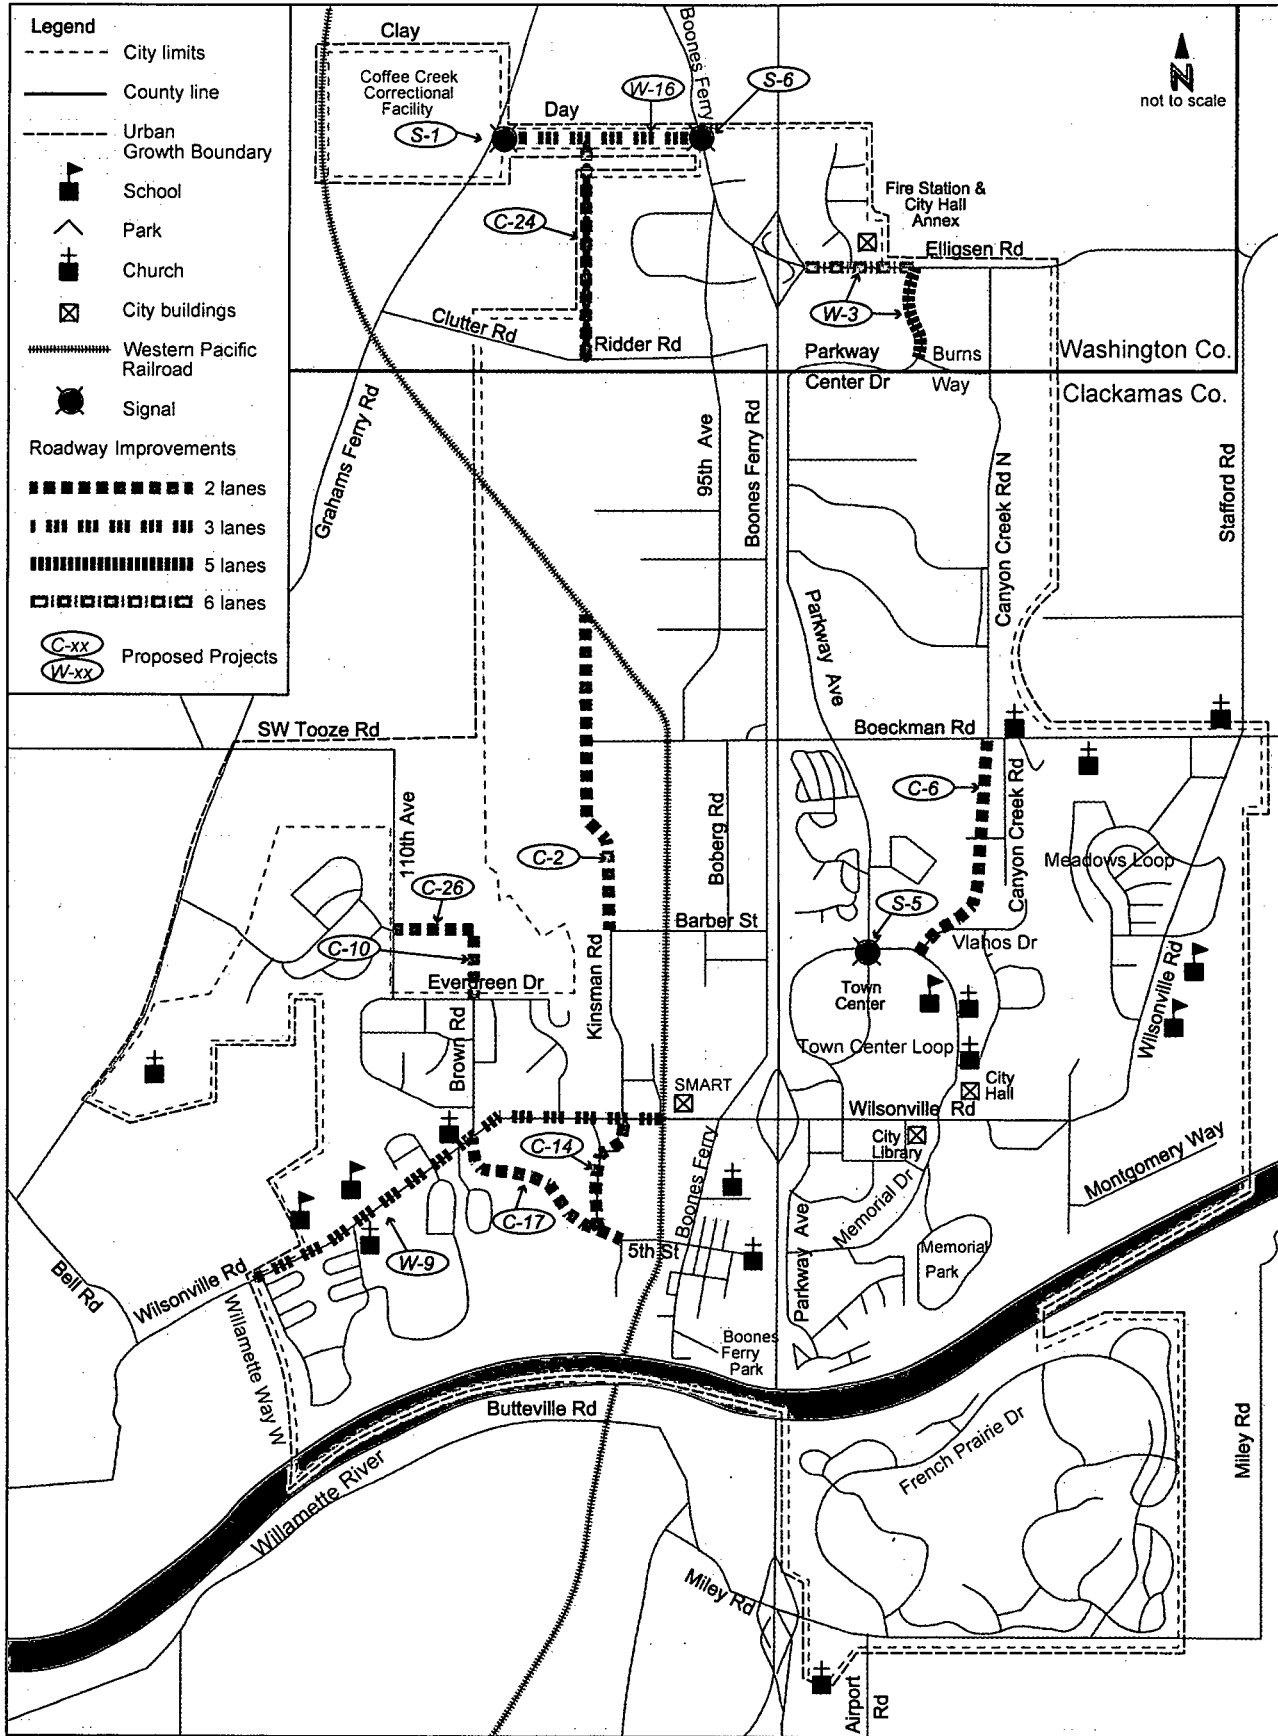 Legend
City limits
County line
Urban
Growth Boundary
School
Park
Church
City buildings
Western Pacific
Railroad
Signal
Roadway Improvements
2 lanes
3 lanes
5 lanes
6 lanes
C-xx
W-xx
Proposed Projects
Clay
Coffee Creek
Correctional
Facility
S-1
Day
W-16
Boones Ferry
S-6
N
not to scale
C-24
Fire Station &
City Hall
Annex
Elligsen Rd
W-3
Clutter Rd
Ridder Rd
Parkway
Center Dr
Burns
Way
Washington Co.
Clackamas Co.
Grahams Ferry Rd
95th Ave
Boones Ferry Rd
Canyon Creek Rd N
Stafford Rd
Parkway Ave
SW Tooze Rd
Boeckman Rd
110th Ave
C-2
Boberg Rd
C-6
Canyon Creek Rd
Meadows Loop
C-26
S-5
Barber St
C-10
Vlahos Dr
Evergreen Dr
Kinsman Rd
Town
Center
Wilsonville Rd
Brown Rd
Town Center Loop
SMART
City
Hall
Wilsonville Rd
C-14
Boones Ferry
City
Library
Montgomery Way
C-17
Memorial Dr
5th St
Parkway Ave
Memorial
Park
W-9
Bell Rd
Wilsonville Rd
Willamette Way W
Boones
Ferry
Park
Butteville Rd
French Prairie Dr
Miley Rd
Willamette River
Miley Rd
Airport
Rd